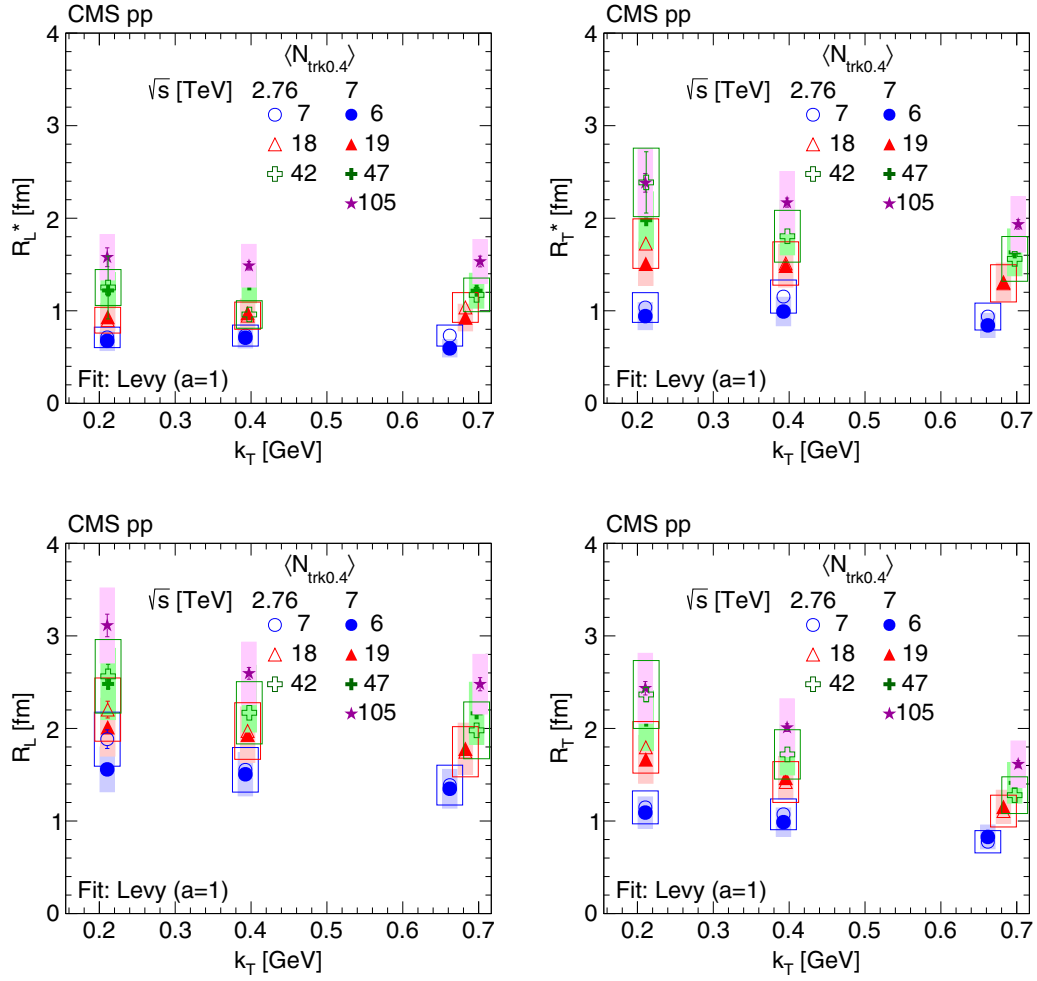 CMS pp
⟨N_trk0.4⟩
√s [TeV] 2.76 7
7 6
18 19
42 47
105
Fit: Levy (a=1)
R_L* [fm]
0 1 2 3 4
0.2 0.3 0.4 0.5 0.6 0.7
k_T [GeV]
CMS pp
⟨N_trk0.4⟩
√s [TeV] 2.76 7
7 6
18 19
42 47
105
Fit: Levy (a=1)
R_T* [fm]
0 1 2 3 4
0.2 0.3 0.4 0.5 0.6 0.7
k_T [GeV]
CMS pp
⟨N_trk0.4⟩
√s [TeV] 2.76 7
7 6
18 19
42 47
105
Fit: Levy (a=1)
R_L [fm]
0 1 2 3 4
0.2 0.3 0.4 0.5 0.6 0.7
k_T [GeV]
CMS pp
⟨N_trk0.4⟩
√s [TeV] 2.76 7
7 6
18 19
42 47
105
Fit: Levy (a=1)
R_T [fm]
0 1 2 3 4
0.2 0.3 0.4 0.5 0.6 0.7
k_T [GeV]